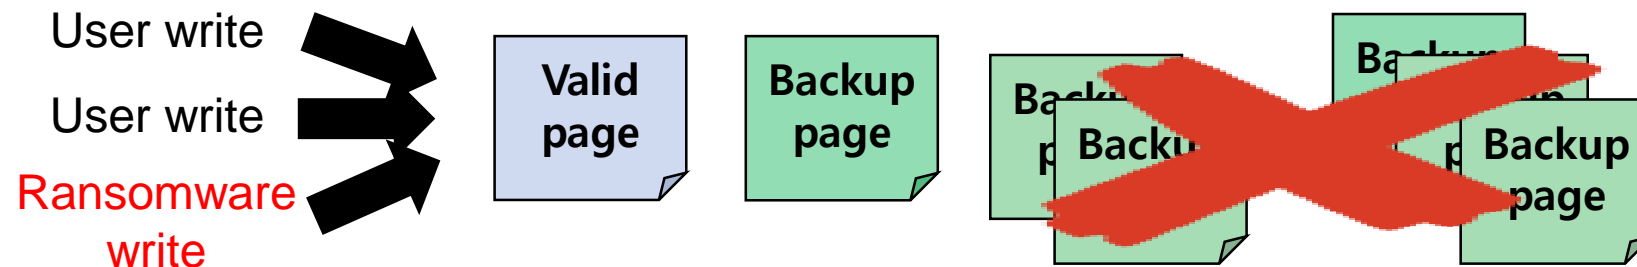 User write
User write
Ransomware
write
Valid
page
Backup
page
Backup
page